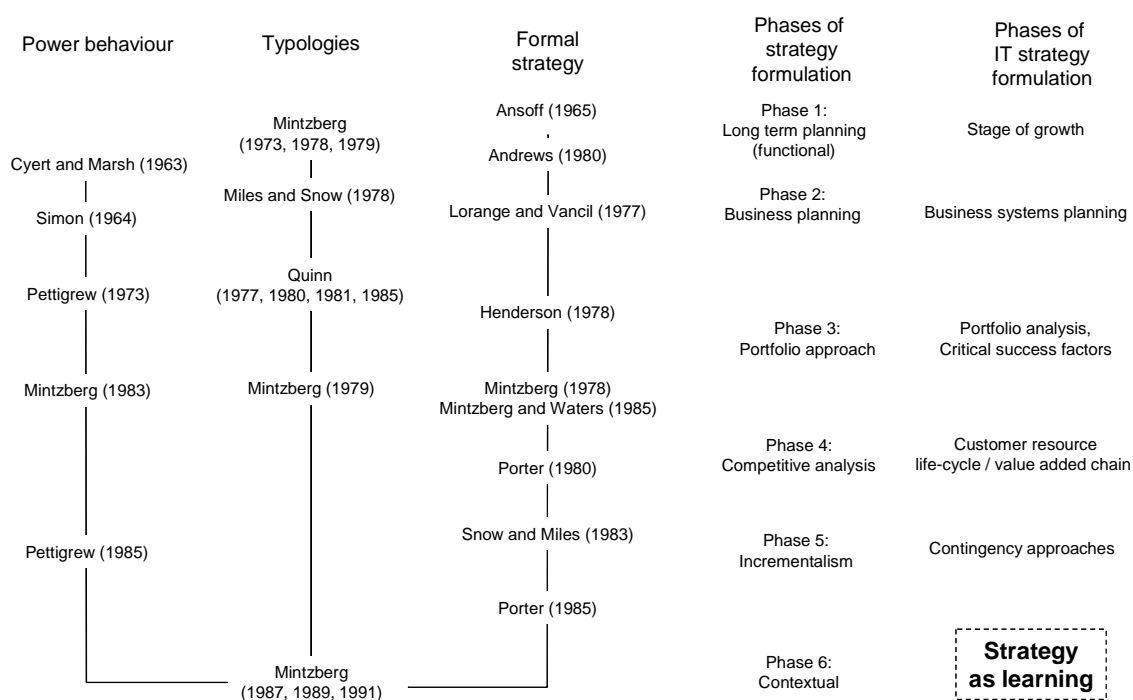 Power behaviour
Cyert and Marsh (1963)
Simon (1964)
Pettigrew (1973)
Mintzberg (1983)
Pettigrew (1985)
Typologies
Mintzberg
(1973, 1978, 1979)
Miles and Snow (1978)
Quinn
(1977, 1980, 1981, 1985)
Mintzberg (1979)
Mintzberg
(1987, 1989, 1991)
Formal
strategy
Ansoff (1965)
Andrews (1980)
Lorange and Vancil (1977)
Henderson (1978)
Mintzberg (1978)
Mintzberg and Waters (1985)
Porter (1980)
Snow and Miles (1983)
Porter (1985)
Phases of
strategy
formulation
Phase 1:
Long term planning
(functional)
Phase 2:
Business planning
Phase 3:
Portfolio approach
Phase 4:
Competitive analysis
Phase 5:
Incrementalism
Phase 6:
Contextual
Phases of
IT strategy
formulation
Stage of growth
Business systems planning
Portfolio analysis,
Critical success factors
Customer resource
life-cycle / value added chain
Contingency approaches
Strategy
as learning